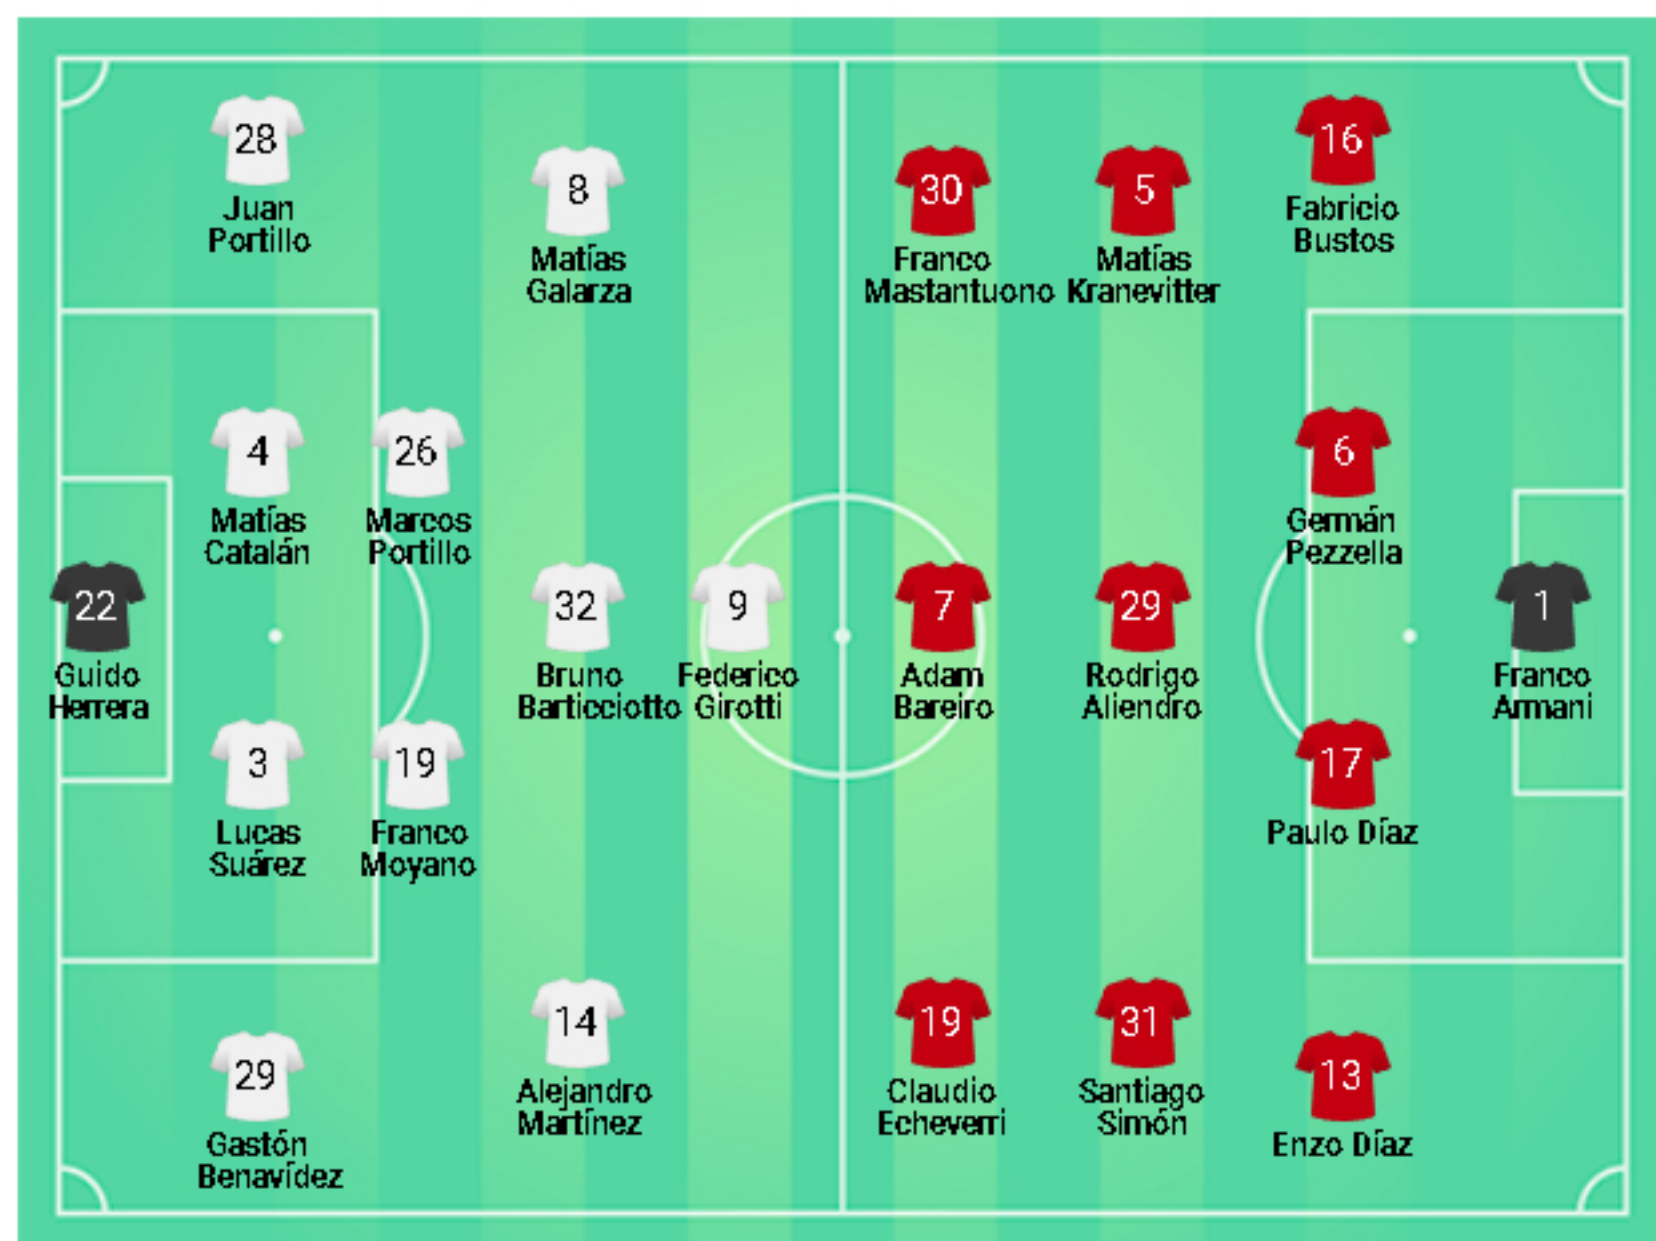 28
Juan
Portillo
8
Matías
Galarza
30
Franco
Mastantuono
5
Matías
Kranevitter
16
Fabricio
Bustos
4
Matías
Catalán
26
Marcos
Portillo
6
Germán
Pezzella
22
Guido
Herrera
32
Bruno
Barticciotto
9
Federico
Girotti
7
Adam
Bareiro
29
Rodrigo
Aliendro
1
Franco
Armani
3
Lucas
Suárez
19
Franco
Moyano
17
Paulo Díaz
29
Gastón
Benavídez
14
Alejandro
Martínez
19
Claudio
Echeverri
31
Santiago
Simón
13
Enzo Díaz